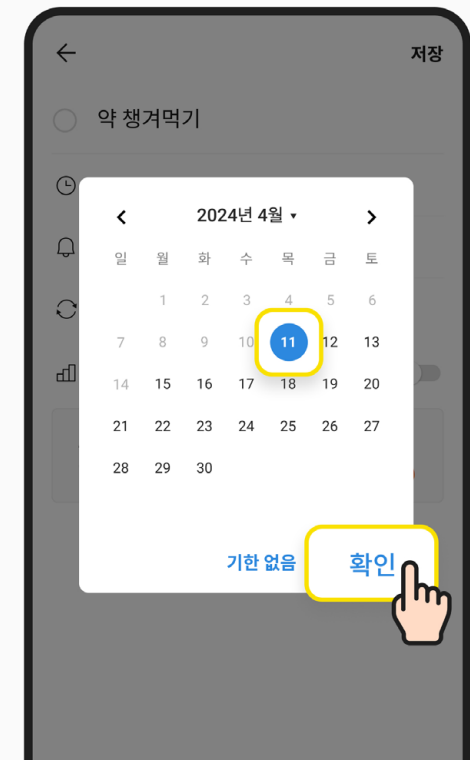 저장
약 챙겨먹기
2024년 4월
일 월 화 수 목 금 토
1 2 3 4 5 6
7 8 9 10 11 12 13
14 15 16 17 18 19 20
21 22 23 24 25 26 27
28 29 30
기한 없음 확인